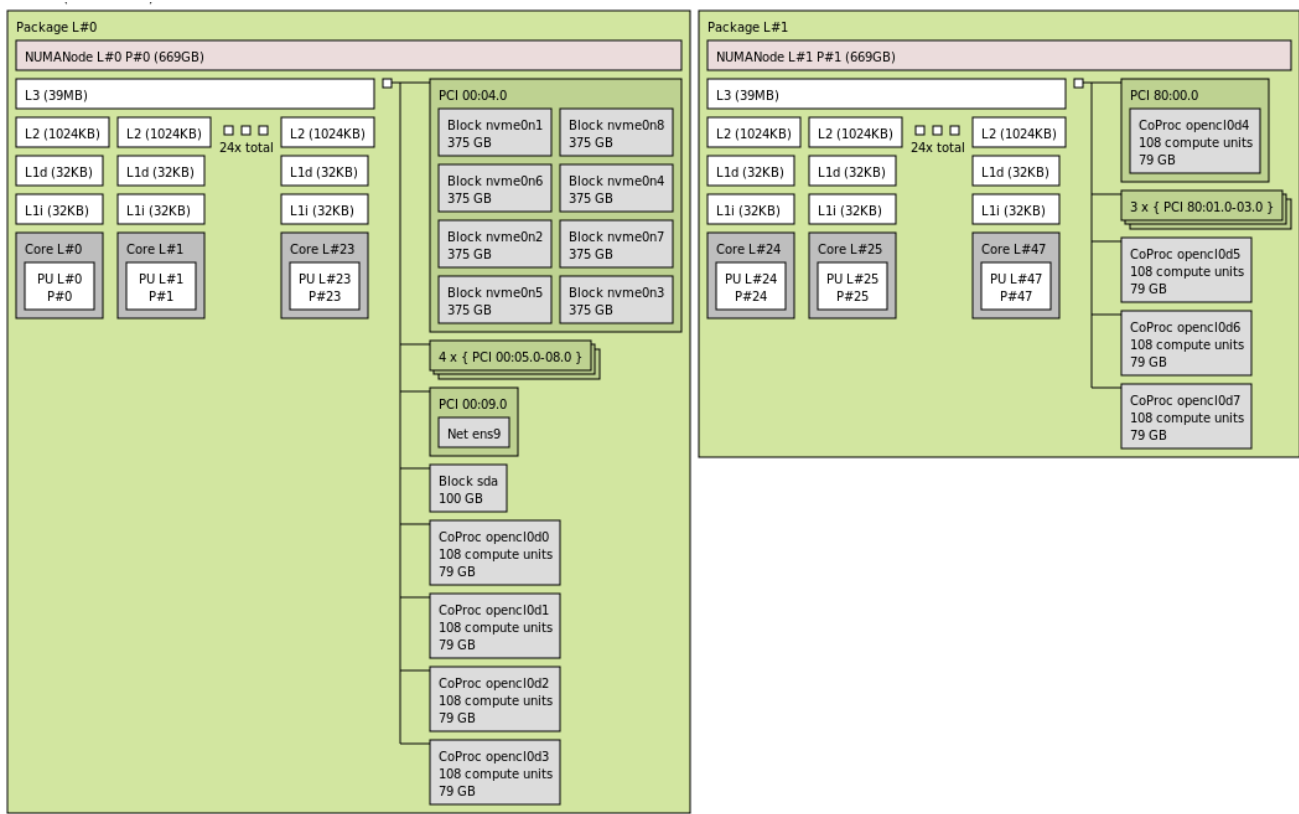 Package L#0
NUMANode L#0 P#0 (669GB)
L3 (39MB)
L2 (1024KB)
L2 (1024KB)
24x total
L2 (1024KB)
L1d (32KB)
L1d (32KB)
L1d (32KB)
L1i (32KB)
L1i (32KB)
L1i (32KB)
Core L#0
PU L#0
P#0
Core L#1
PU L#1
P#1
Core L#23
PU L#23
P#23
PCI 00:04.0
Block nvme0n1
375 GB
Block nvme0n8
375 GB
Block nvme0n6
375 GB
Block nvme0n4
375 GB
Block nvme0n2
375 GB
Block nvme0n7
375 GB
Block nvme0n5
375 GB
Block nvme0n3
375 GB
4 x { PCI 00:05.0-08.0 }
PCI 00:09.0
Net ens9
Block sda
100 GB
CoProc opencl0d0
108 compute units
79 GB
CoProc opencl0d1
108 compute units
79 GB
CoProc opencl0d2
108 compute units
79 GB
CoProc opencl0d3
108 compute units
79 GB
Package L#1
NUMANode L#1 P#1 (669GB)
L3 (39MB)
L2 (1024KB)
L2 (1024KB)
24x total
L2 (1024KB)
L1d (32KB)
L1d (32KB)
L1d (32KB)
L1i (32KB)
L1i (32KB)
L1i (32KB)
Core L#24
PU L#24
P#24
Core L#25
PU L#25
P#25
Core L#47
PU L#47
P#47
PCI 80:00.0
CoProc opencl0d4
108 compute units
79 GB
3 x { PCI 80:01.0-03.0 }
CoProc opencl0d5
108 compute units
79 GB
CoProc opencl0d6
108 compute units
79 GB
CoProc opencl0d7
108 compute units
79 GB